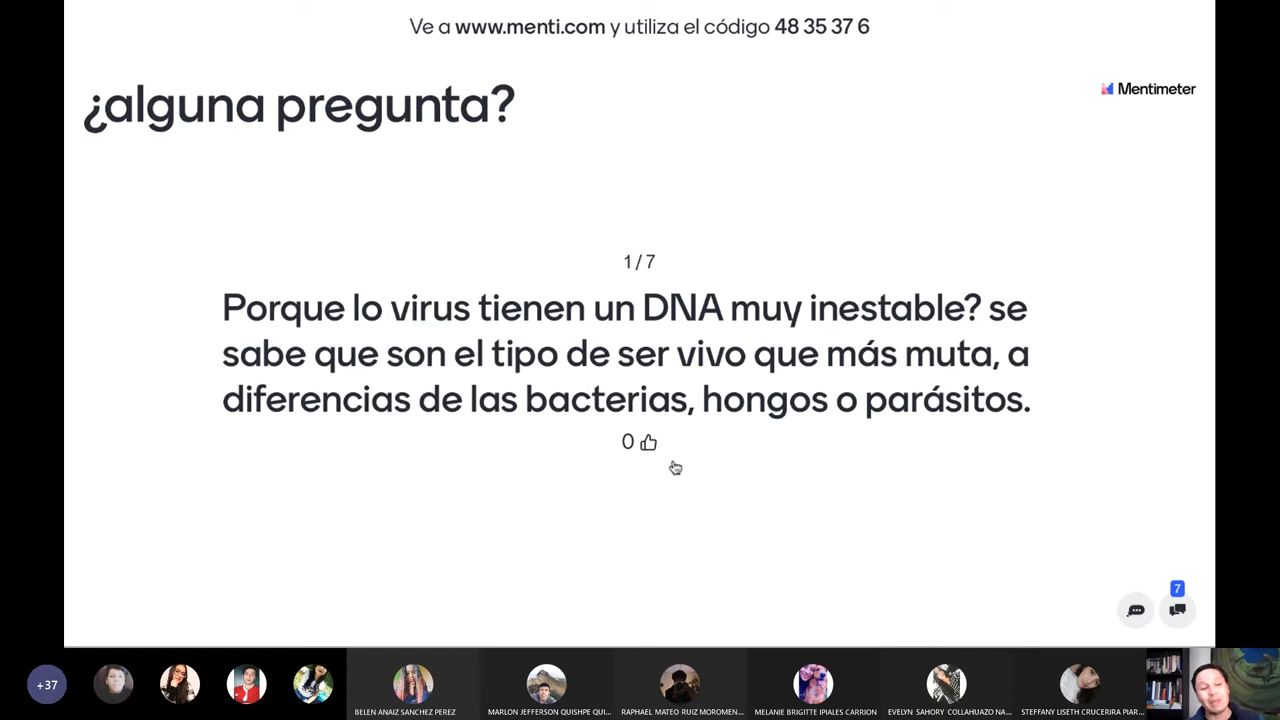 Ve a www.menti.com y utiliza el código 48 35 37 6
¿alguna pregunta?
Mentimeter
1 / 7
Porque lo virus tienen un DNA muy inestable? se
sabe que son el tipo de ser vivo que más muta, a
diferencias de las bacterias, hongos o parásitos.
0
7
+37
BELEN ANAIZ SANCHEZ PEREZ
MARLON JEFFERSON QUISHPE QUI...
RAPHAEL MATEO RUIZ MOROMEN...
MELANIE BRIGITTE IPIALES CARRION
EVELYN SAHORY COLLAHUAZO NA...
STEFFANY LISETH CRUCERIRA PIAR...